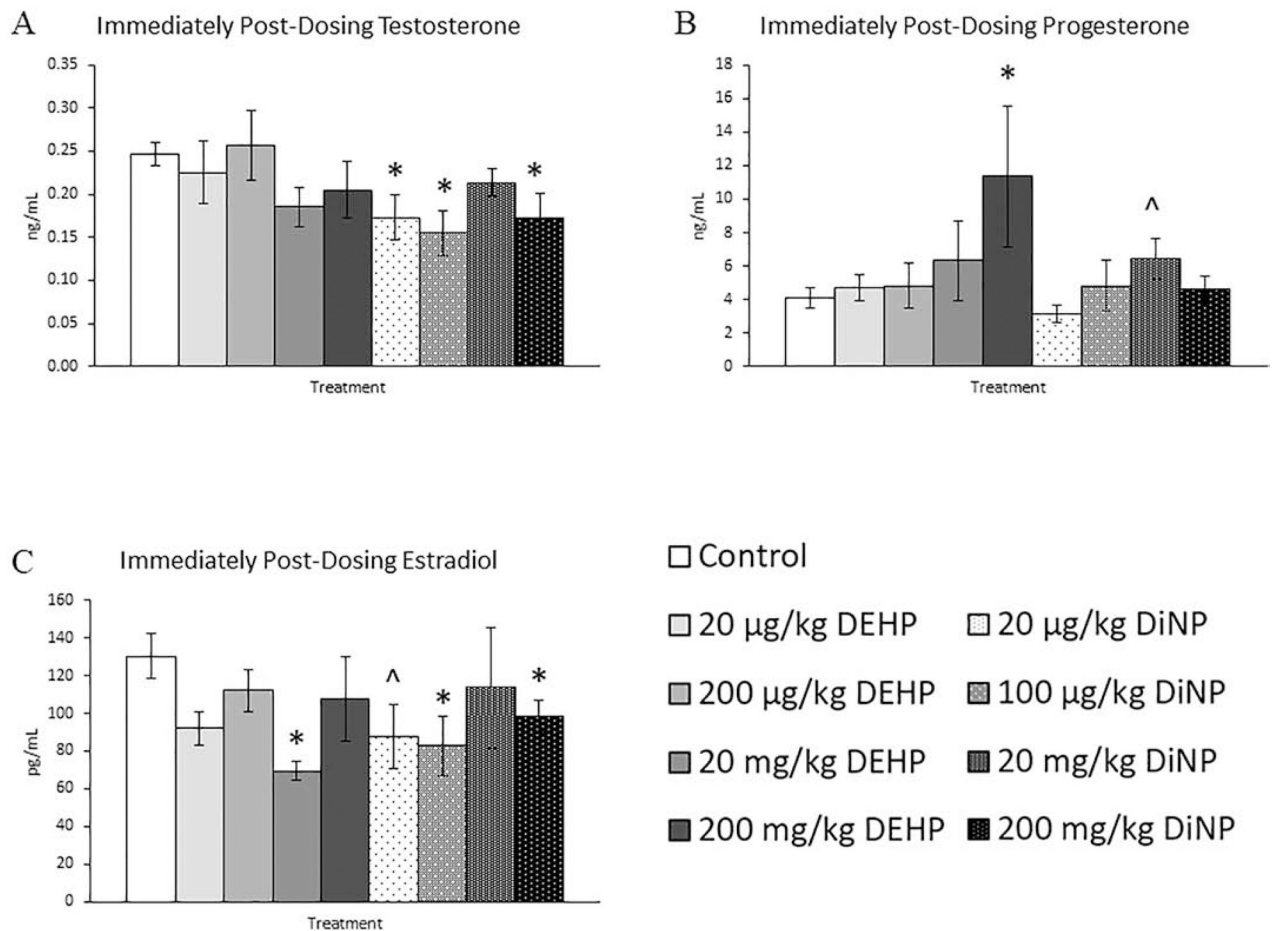 A
Immediately Post-Dosing Testosterone
0.35
0.30
0.25
0.20
0.15
0.10
0.05
0.00
ng/mL
* * *
Treatment
B
Immediately Post-Dosing Progesterone
18
16
14
12
10
8
6
4
2
0
ng/mL
*
^
Treatment
C
Immediately Post-Dosing Estradiol
160
140
120
100
80
60
40
20
0
pg/mL
* ^ * *
Treatment
Control
20 µg/kg DEHP
20 µg/kg DiNP
200 µg/kg DEHP
100 µg/kg DiNP
20 mg/kg DEHP
20 mg/kg DiNP
200 mg/kg DEHP
200 mg/kg DiNP